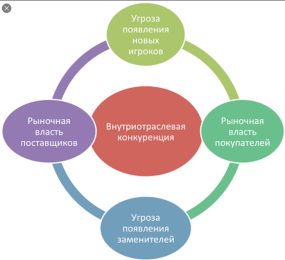 Угроза
появления
новых
игроков
Рыночная
власть
поставщиков
Внутриотраслевая
конкуренция
Рыночная
власть
покупателей
Угроза
появления
заменителей